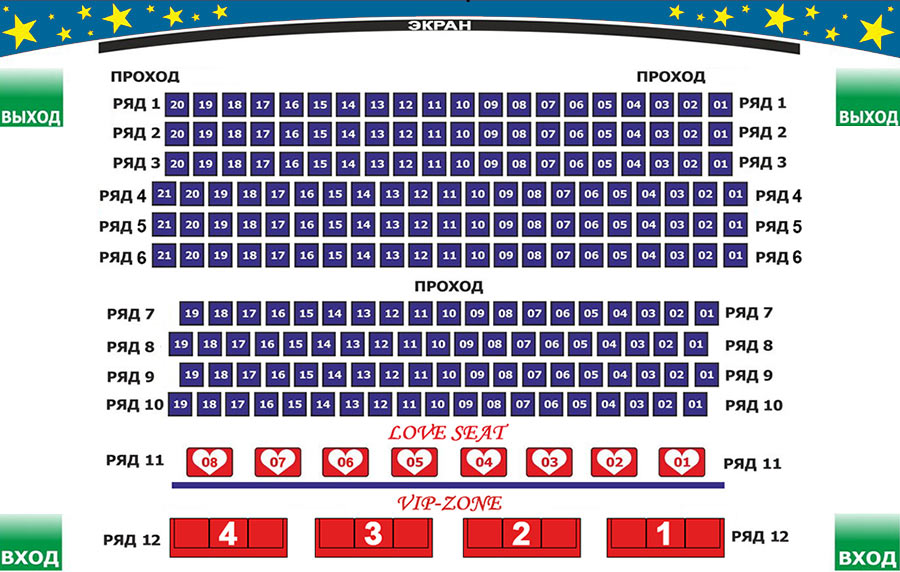 ЭКРАН
ПРОХОД ПРОХОД
ВЫХОД ВЫХОД
РЯД 1 20 19 18 17 16 15 14 13 12 11 10 09 08 07 06 05 04 03 02 01 РЯД 1
РЯД 2 20 19 18 17 16 15 14 13 12 11 10 09 08 07 06 05 04 03 02 01 РЯД 2
РЯД 3 20 19 18 17 16 15 14 13 12 11 10 09 08 07 06 05 04 03 02 01 РЯД 3
РЯД 4 21 20 19 18 17 16 15 14 13 12 11 10 09 08 07 06 05 04 03 02 01 РЯД 4
РЯД 5 21 20 19 18 17 16 15 14 13 12 11 10 09 08 07 06 05 04 03 02 01 РЯД 5
РЯД 6 21 20 19 18 17 16 15 14 13 12 11 10 09 08 07 06 05 04 03 02 01 РЯД 6
ПРОХОД
РЯД 7 19 18 17 16 15 14 13 12 11 10 09 08 07 06 05 04 03 02 01 РЯД 7
РЯД 8 19 18 17 16 15 14 13 12 11 10 09 08 07 06 05 04 03 02 01 РЯД 8
РЯД 9 19 18 17 16 15 14 13 12 11 10 09 08 07 06 05 04 03 02 01 РЯД 9
РЯД 10 19 18 17 16 15 14 13 12 11 10 09 08 07 06 05 04 03 02 01 РЯД 10
LOVE SEAT
РЯД 11 08 07 06 05 04 03 02 01 РЯД 11
VIP-ZONE
РЯД 12 4 3 2 1 РЯД 12
ВХОД ВХОД